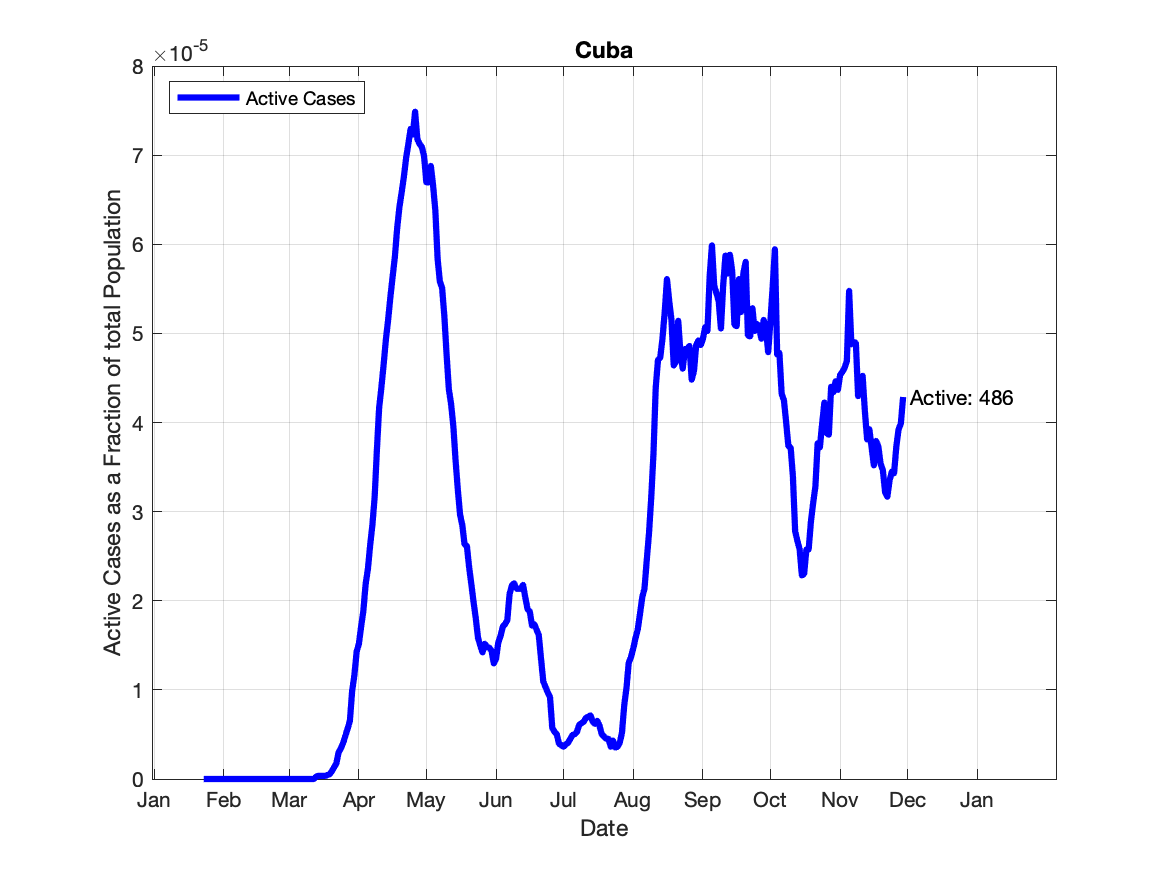 Cuba
×10-5
Active Cases
8
7
6
5
4
3
2
1
0
Active Cases as a Fraction of total Population
Active: 486
Jan Feb Mar Apr May Jun Jul Aug Sep Oct Nov Dec Jan
Date